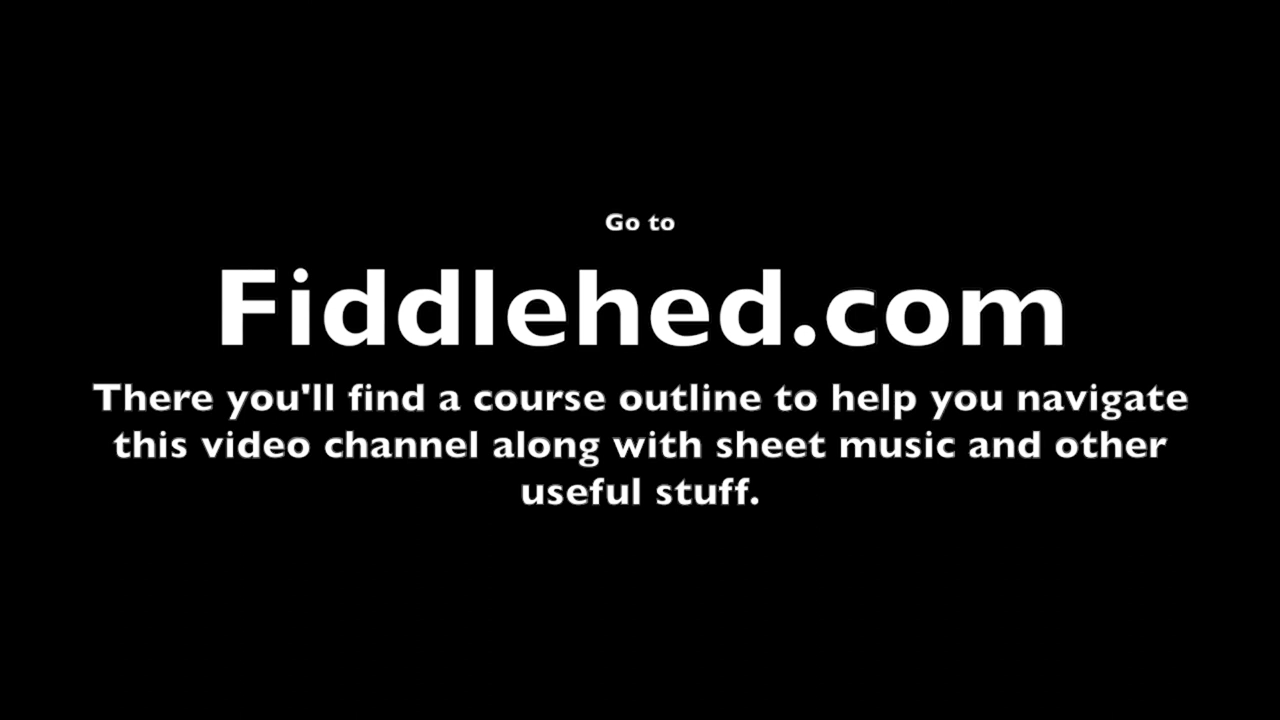 Go to
Fiddlehed.com
There you'll find a course outline to help you navigate
this video channel along with sheet music and other
useful stuff.